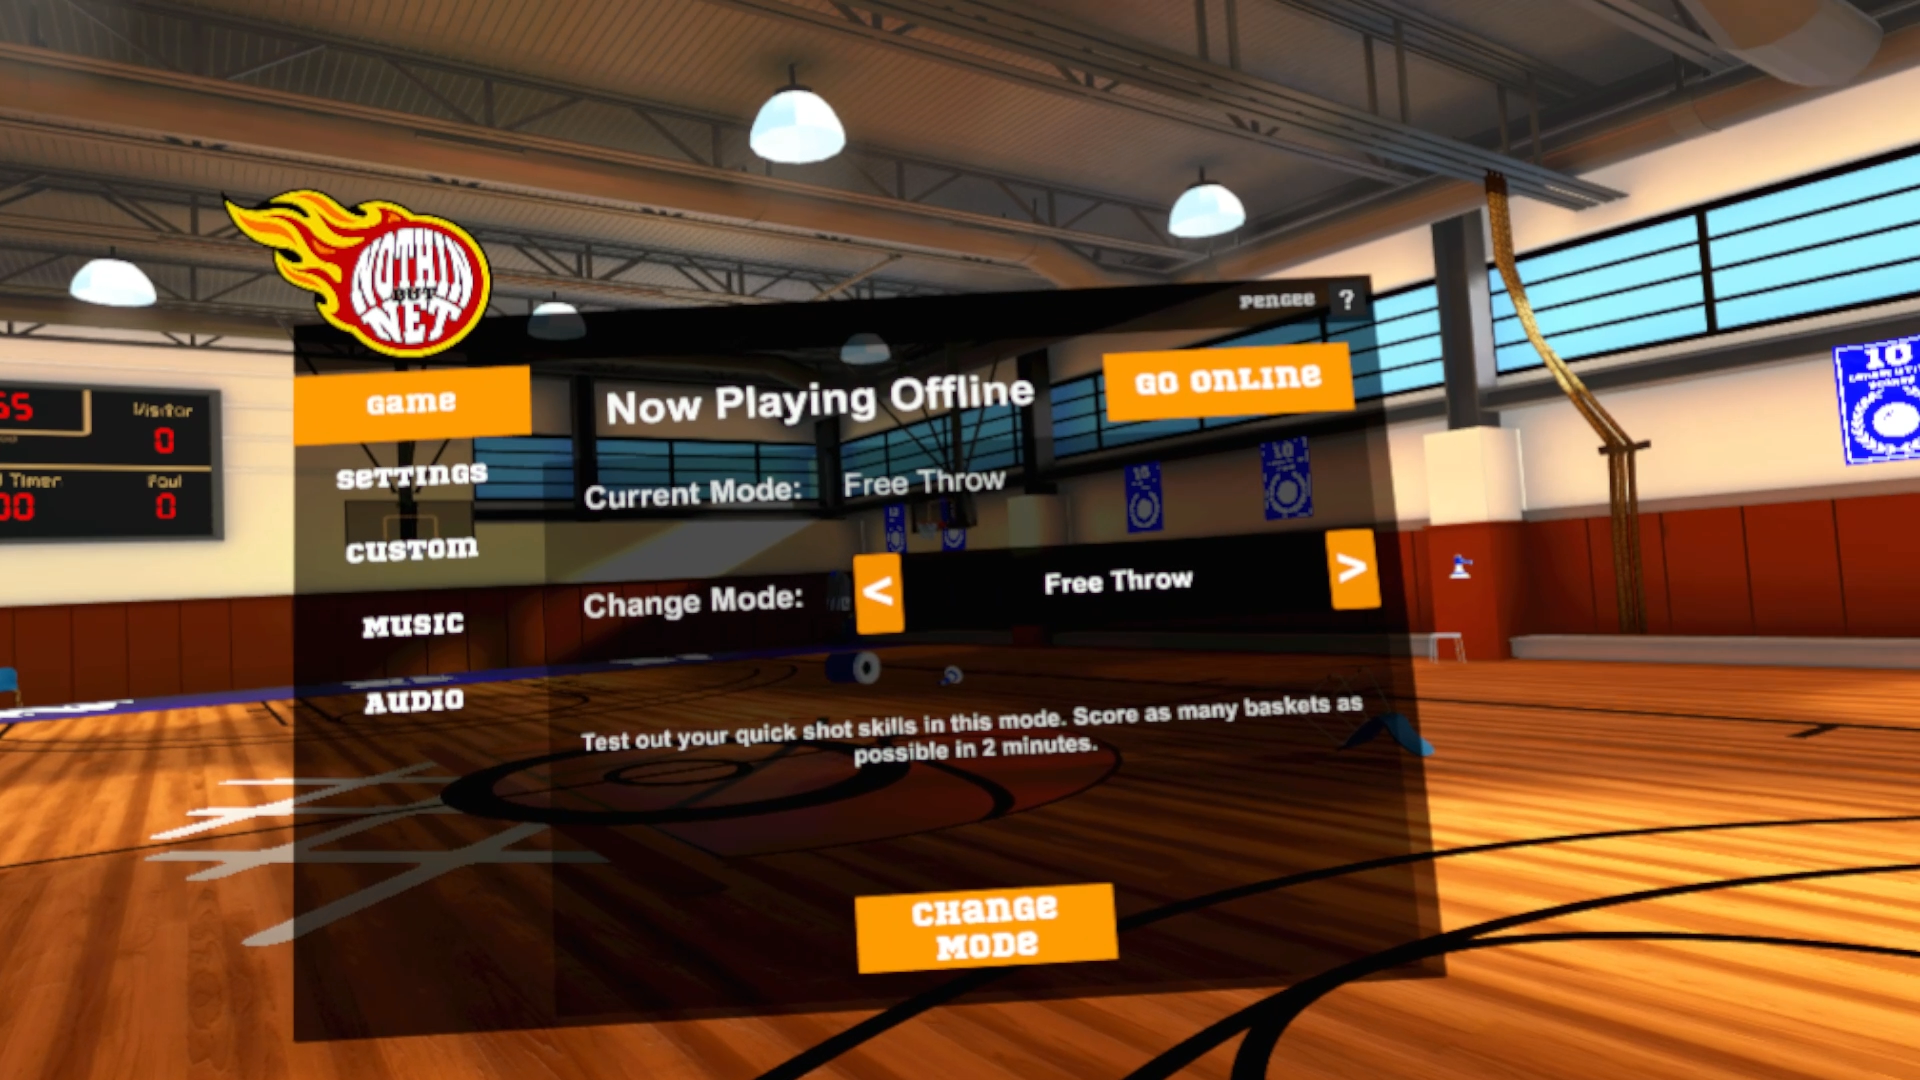 NOTHIN
BUT
NET
PENGEE ?
GAME
Now Playing Offline
GO ONLINE
SETTINGS
Current Mode: Free Throw
CUSTOM
Change Mode: < Free Throw >
MUSIC
AUDIO
Test out your quick shot skills in this mode. Score as many baskets as
possible in 2 minutes.
CHANGE
MODE
55
Visitor
0
Timer
Foul
00
0
10
10
10